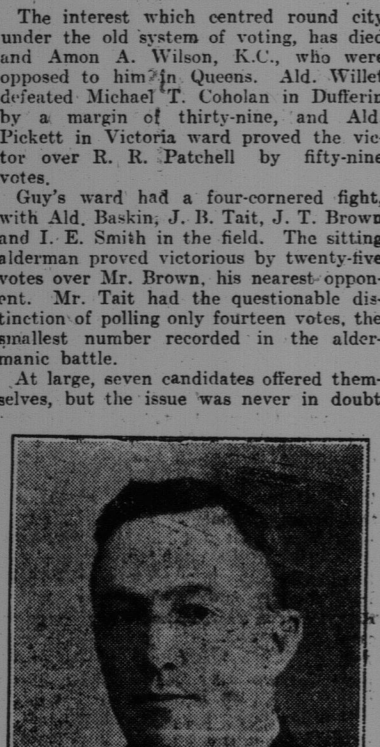 The interest which centred round city
under the old system of voting, has died
and Amon A. Wilson, K.C., who were
opposed to him in Queens. Ald. Willet
defeated Michael T. Coholan in Dufferin
by a margin of thirty-nine, and Ald
Pickett in Victoria ward proved the vic-
tor over R. R. Patchell by fifty-nine
votes.
Guy's ward had a four-cornered fight,
with Ald. Baskin, J. B. Tait, J. T. Brown
and I. E. Smith in the field. The sitting
alderman proved victorious by twenty-five
votes over Mr. Brown, his nearest oppon-
ent. Mr. Tait had the questionable dis-
tinction of polling only fourteen votes, the
smallest number recorded in the alder-
manic battle.
At large, seven candidates offered them-
selves, but the issue was never in doubt